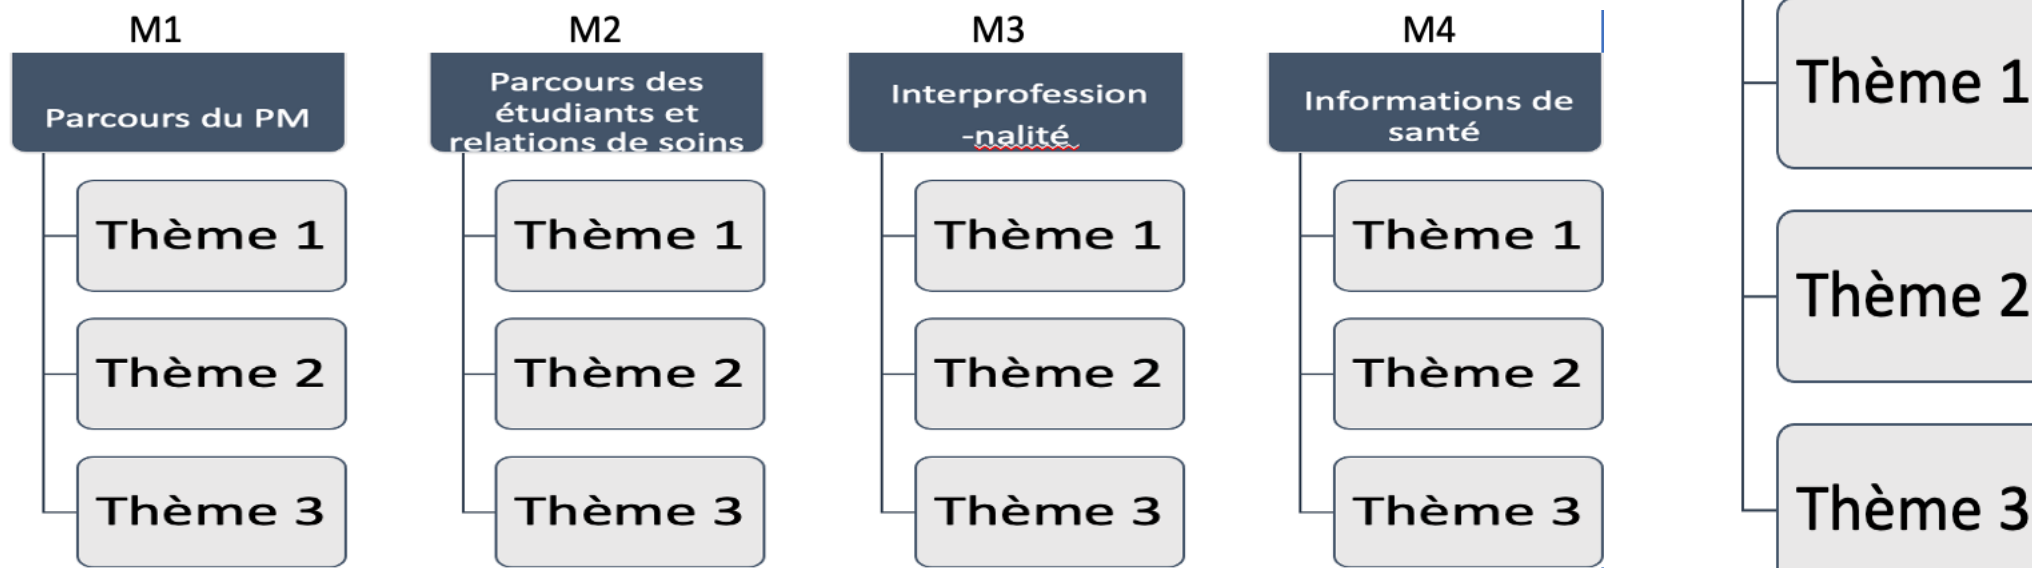 M1
Parcours du PM
Thème 1
Thème 2
Thème 3
M2
Parcours des
étudiants et
relations de soins
Thème 1
Thème 2
Thème 3
M3
Interprofession
-nalité
Thème 1
Thème 2
Thème 3
M4
Informations de
santé
Thème 1
Thème 2
Thème 3
Thème 1
Thème 2
Thème 3